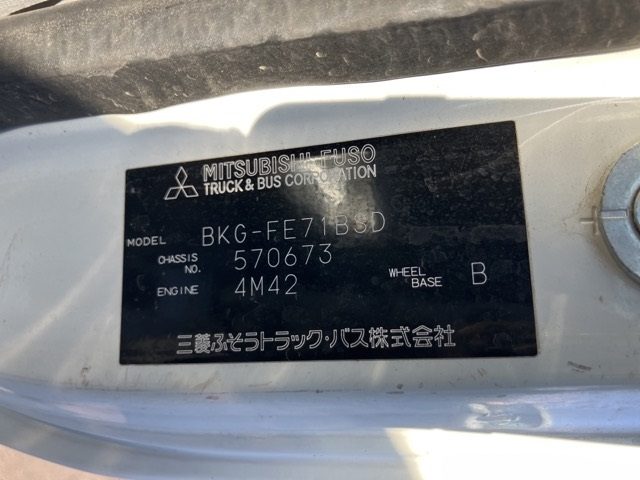 MITSUBISHI FUSO
TRUCK & BUS CORPORATION
MODEL BKG-FE71BSD
CHASSIS NO. 570673
ENGINE 4M42 WHEEL BASE B
三菱ふそうトラック・バス株式会社